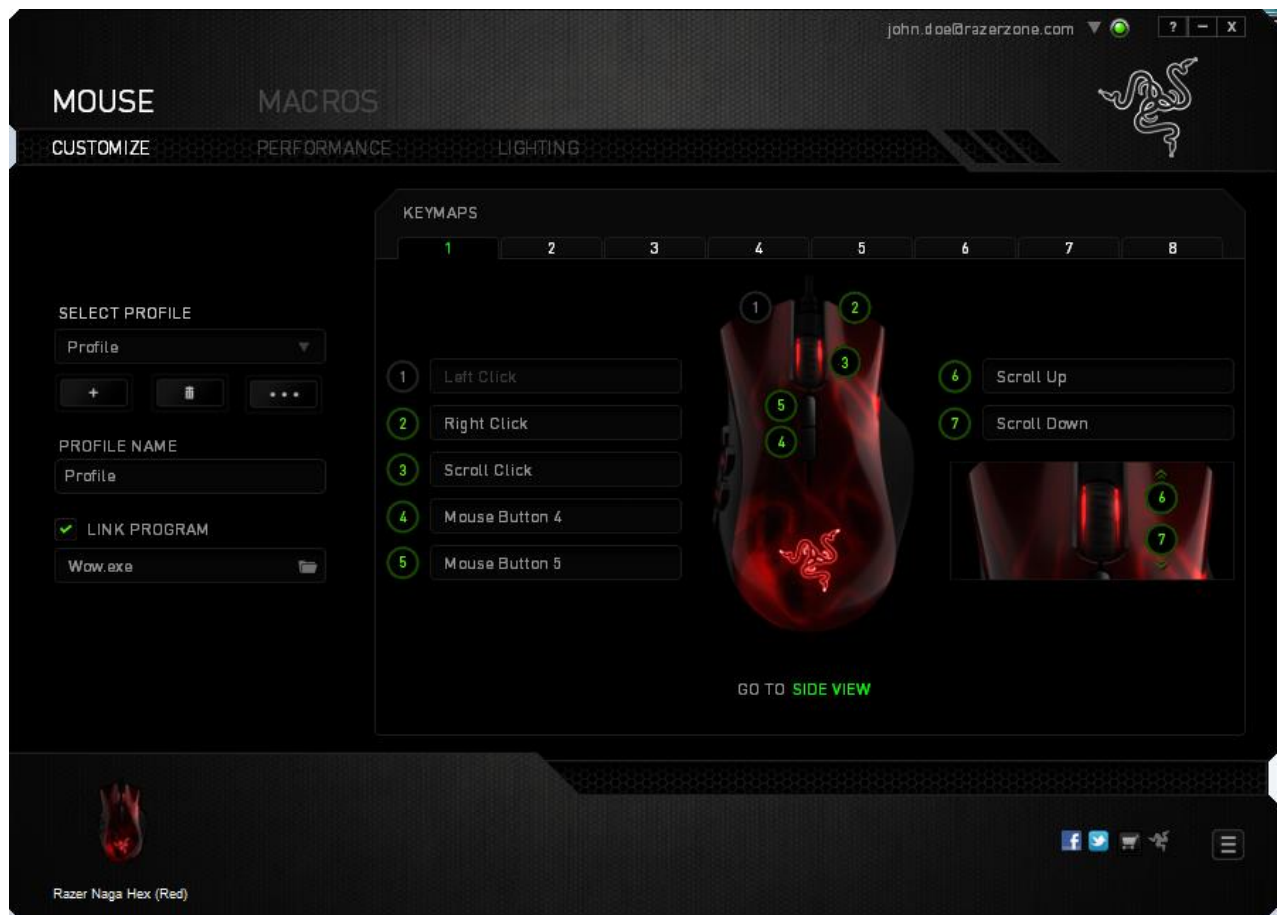 john.doe@razerzone.com
? – X
MOUSE MACROS
CUSTOMIZE PERFORMANCE LIGHTING
KEYMAPS
1 2 3 4 5 6 7 8
SELECT PROFILE
Profile
+ •••
PROFILE NAME
Profile
LINK PROGRAM
Wow.exe
1 Left Click
2 Right Click
3 Scroll Click
4 Mouse Button 4
5 Mouse Button 5
1 2
3
5
4
6 Scroll Up
7 Scroll Down
6
7
GO TO SIDE VIEW
Razer Naga Hex (Red)
f